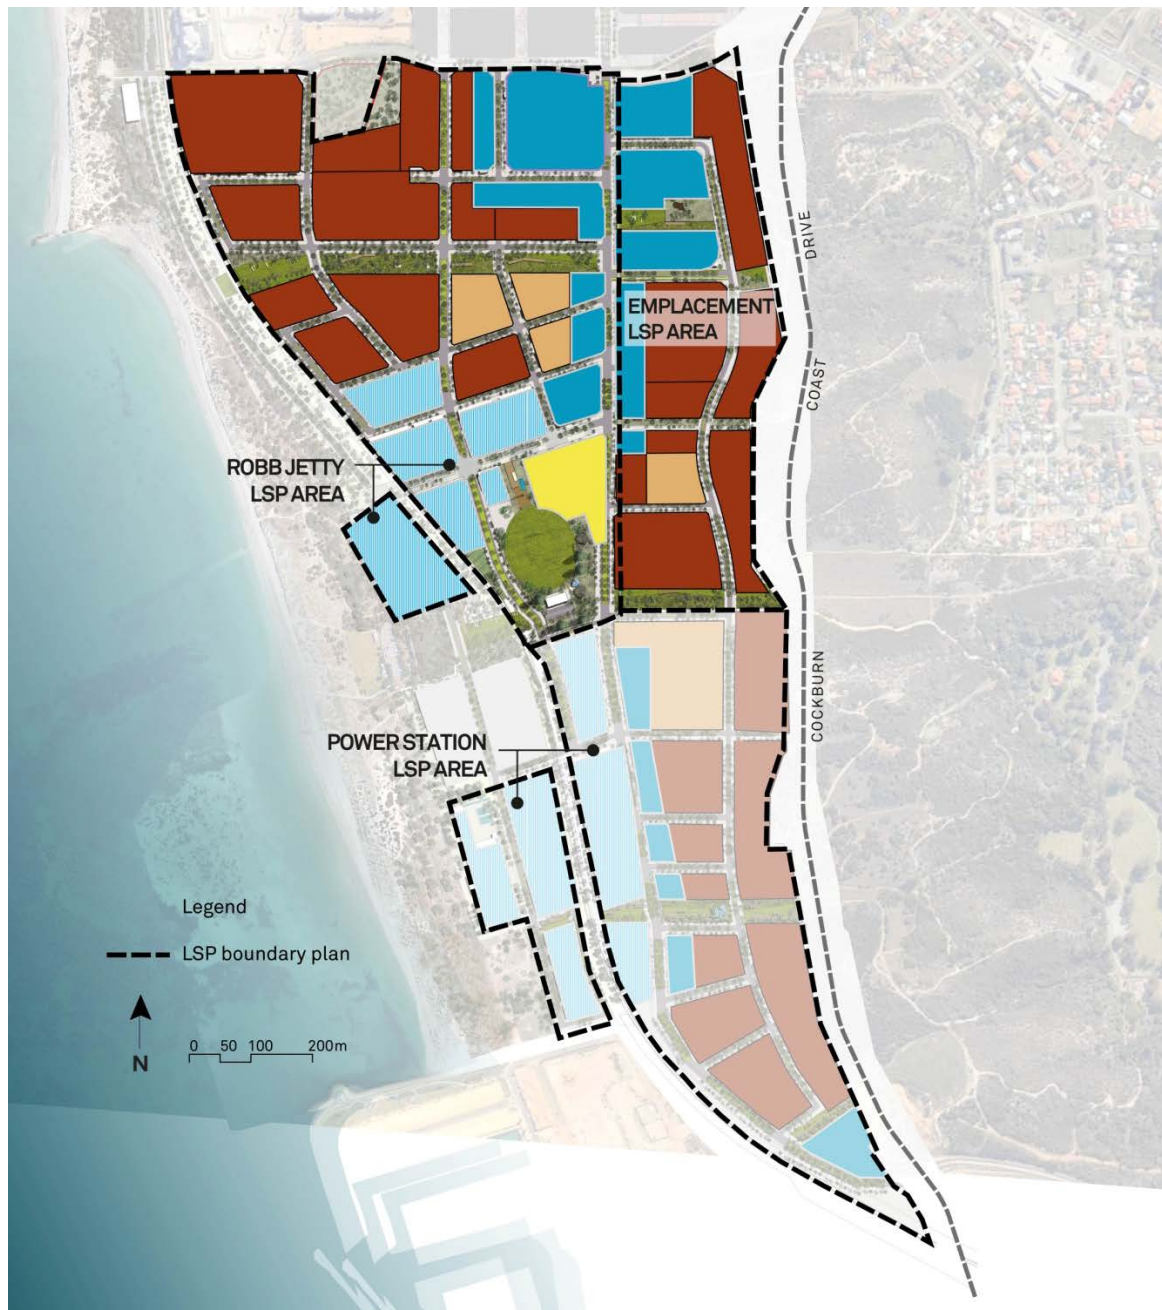 DRIVE
EMPLACEMENT
LSP AREA
COAST
ROBB JETTY
LSP AREA
COCKBURN
POWER STATION
LSP AREA
Legend
LSP boundary plan
N
0 50 100 200m